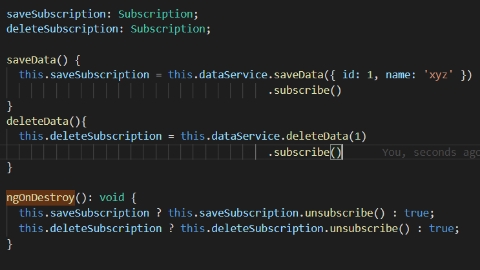 saveSubscription: Subscription;
deleteSubscription: Subscription;
saveData() {
this.saveSubscription = this.dataService.saveData({ id: 1, name: 'xyz' })
.subscribe()
}
deleteData(){
this.deleteSubscription = this.dataService.deleteData(1)
.subscribe() You, seconds ago
}
ngOnDestroy(): void {
this.saveSubscription ? this.saveSubscription.unsubscribe() : true;
this.deleteSubscription ? this.deleteSubscription.unsubscribe() : true;
}